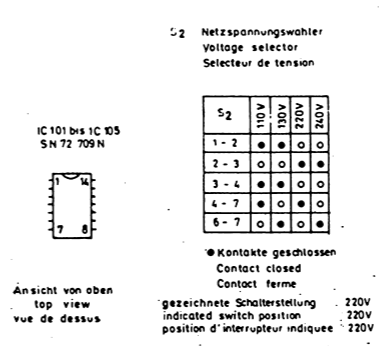 S2 Netzspannungswahler
Voltage selector
Selecteur de tension
IC 101 bis IC 105
SN 72 709 N
1 14
7 8
Ansicht von oben
top view
vue de dessus
S2 110V 130V 220V 240V
1 - 2 ● ● ○ ○
2 - 3 ○ ○ ● ●
3 - 4 ● ● ○ ○
4 - 7 ● ○ ● ○
6 - 7 ○ ● ○ ●
● Kontakte geschlossen
Contact closed
Contact ferme
gezeichnete Schalterstellung 220V
indicated switch position 220V
position d'interrupteur indiquee 220V